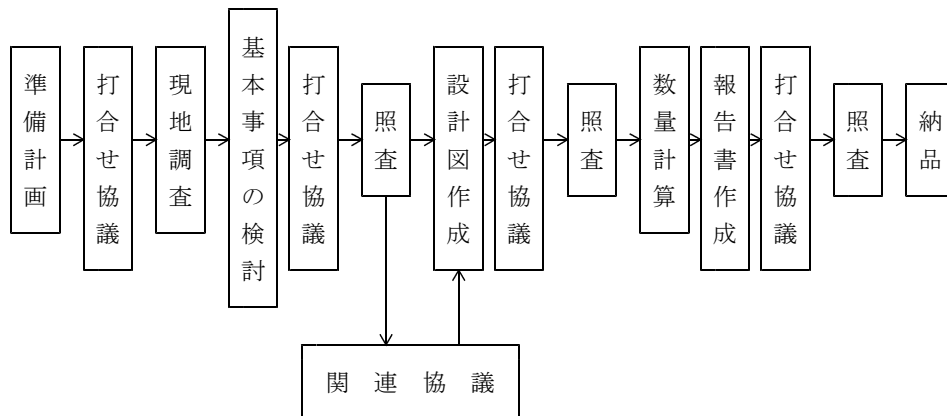 準備計画
打合せ協議
現地調査
基本事項の検討
打合せ協議
照査
設計図作成
打合せ協議
照査
数量計算
報告書作成
打合せ協議
照査
納品
関連協議